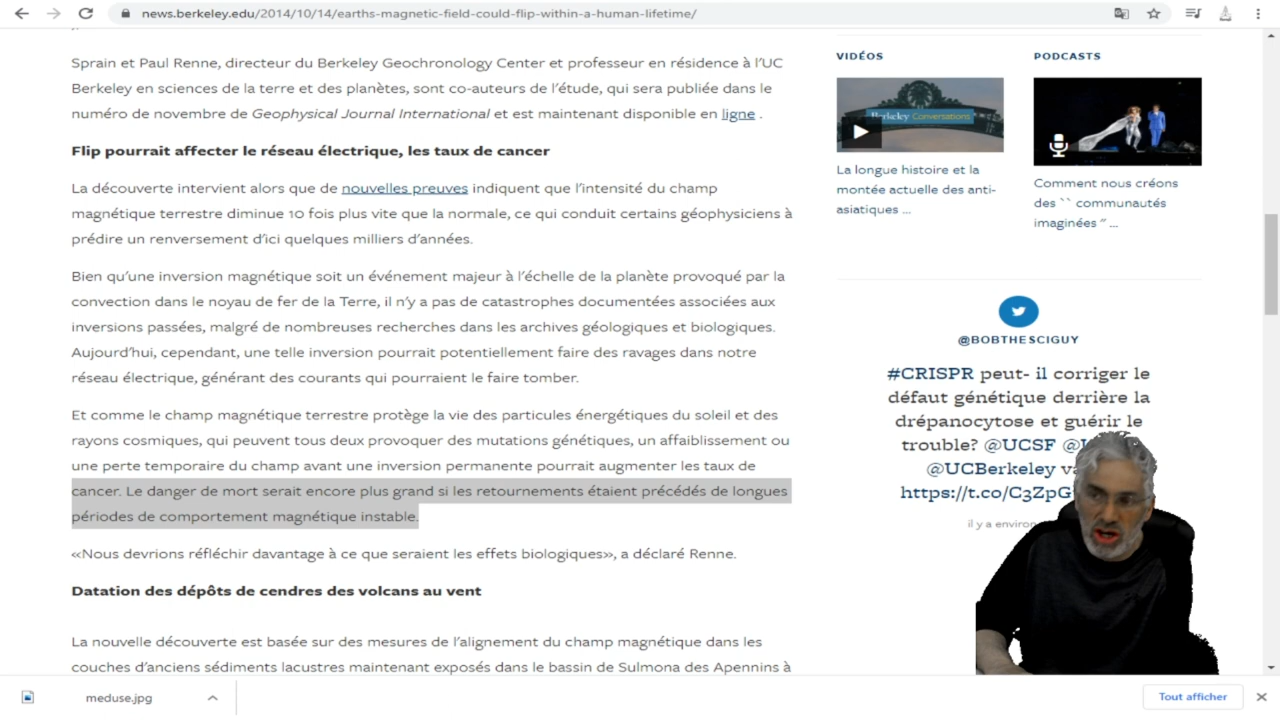 news.berkeley.edu/2014/10/14/earths-magnetic-field-could-flip-within-a-human-lifetime/
Sprain et Paul Renne, directeur du Berkeley Geochronology Center et professeur en résidence à l'UC
Berkeley en sciences de la terre et des planètes, sont co-auteurs de l'étude, qui sera publiée dans le
numéro de novembre de Geophysical Journal International et est maintenant disponible en ligne .
Flip pourrait affecter le réseau électrique, les taux de cancer
La découverte intervient alors que de nouvelles preuves indiquent que l'intensité du champ
magnétique terrestre diminue 10 fois plus vite que la normale, ce qui conduit certains géophysiciens à
prédire un renversement d'ici quelques milliers d'années.
Bien qu'une inversion magnétique soit un événement majeur à l'échelle de la planète provoqué par la
convection dans le noyau de fer de la Terre, il n'y a pas de catastrophes documentées associées aux
inversions passées, malgré de nombreuses recherches dans les archives géologiques et biologiques.
Aujourd'hui, cependant, une telle inversion pourrait potentiellement faire des ravages dans notre
réseau électrique, générant des courants qui pourraient le faire tomber.
Et comme le champ magnétique terrestre protège la vie des particules énergétiques du soleil et des
rayons cosmiques, qui peuvent tous deux provoquer des mutations génétiques, un affaiblissement ou
une perte temporaire du champ avant une inversion permanente pourrait augmenter les taux de
cancer. Le danger de mort serait encore plus grand si les retournements étaient précédés de longues
périodes de comportement magnétique instable.
«Nous devrions réfléchir davantage à ce que seraient les effets biologiques», a déclaré Renne.
Datation des dépôts de cendres des volcans au vent
La nouvelle découverte est basée sur des mesures de l'alignement du champ magnétique dans les
couches d'anciens sédiments lacustres maintenant exposés dans le bassin de Sulmona des Apennins à
VIDÉOS
Berkeley Conversations
La longue histoire et la
montée actuelle des anti-
asiatiques ...
PODCASTS
Comment nous créons
des `` communautés
imaginées '' ...
@BOBTHESCIGUY
#CRISPR peut- il corriger le
défaut génétique derrière la
drépanocytose et guérir le
trouble? @UCSF
@UCBerkeley
https://t.co/C3ZpG
il y a environ
meduse.jpg
Tout afficher